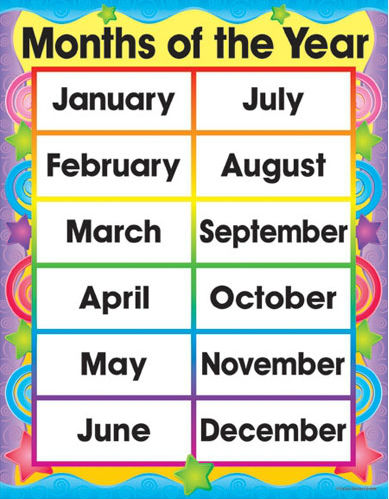 Months of the Year
January
July
February
August
March
September
April
October
May
November
June
December